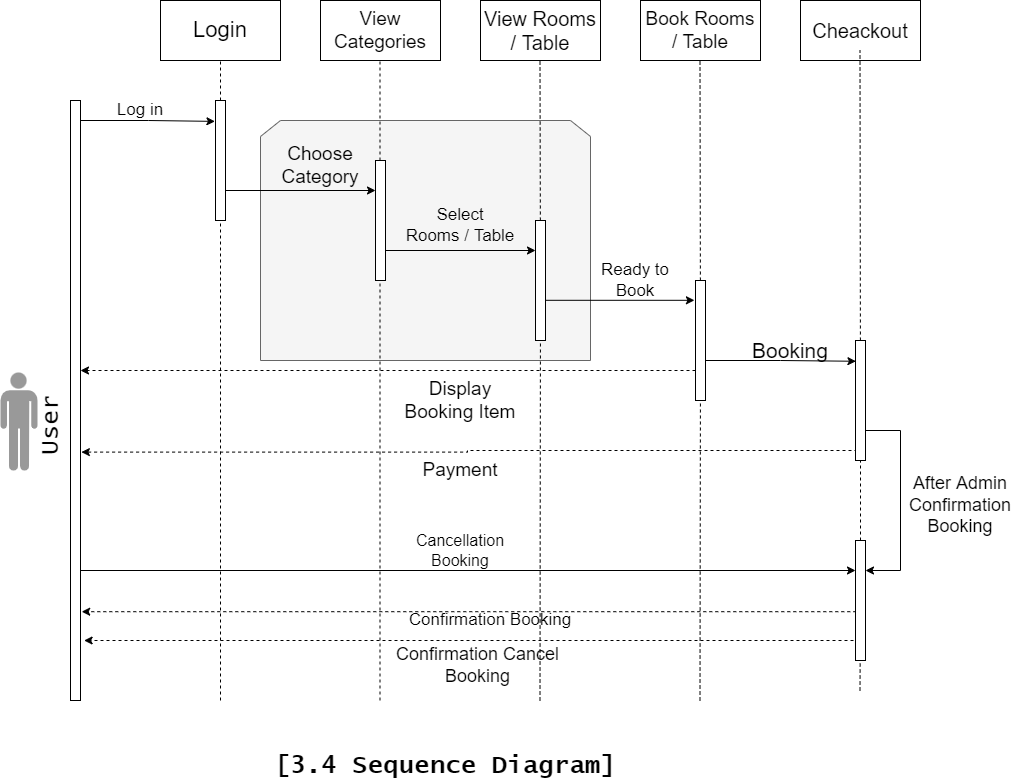 Login
View
Categories
View Rooms
/ Table
Book Rooms
/ Table
Cheackout
Log in
Choose
Category
Select
Rooms / Table
Ready to
Book
Booking
Display
Booking Item
User
Payment
After Admin
Confirmation
Booking
Cancellation
Booking
Confirmation Booking
Confirmation Cancel
Booking
[3.4 Sequence Diagram]